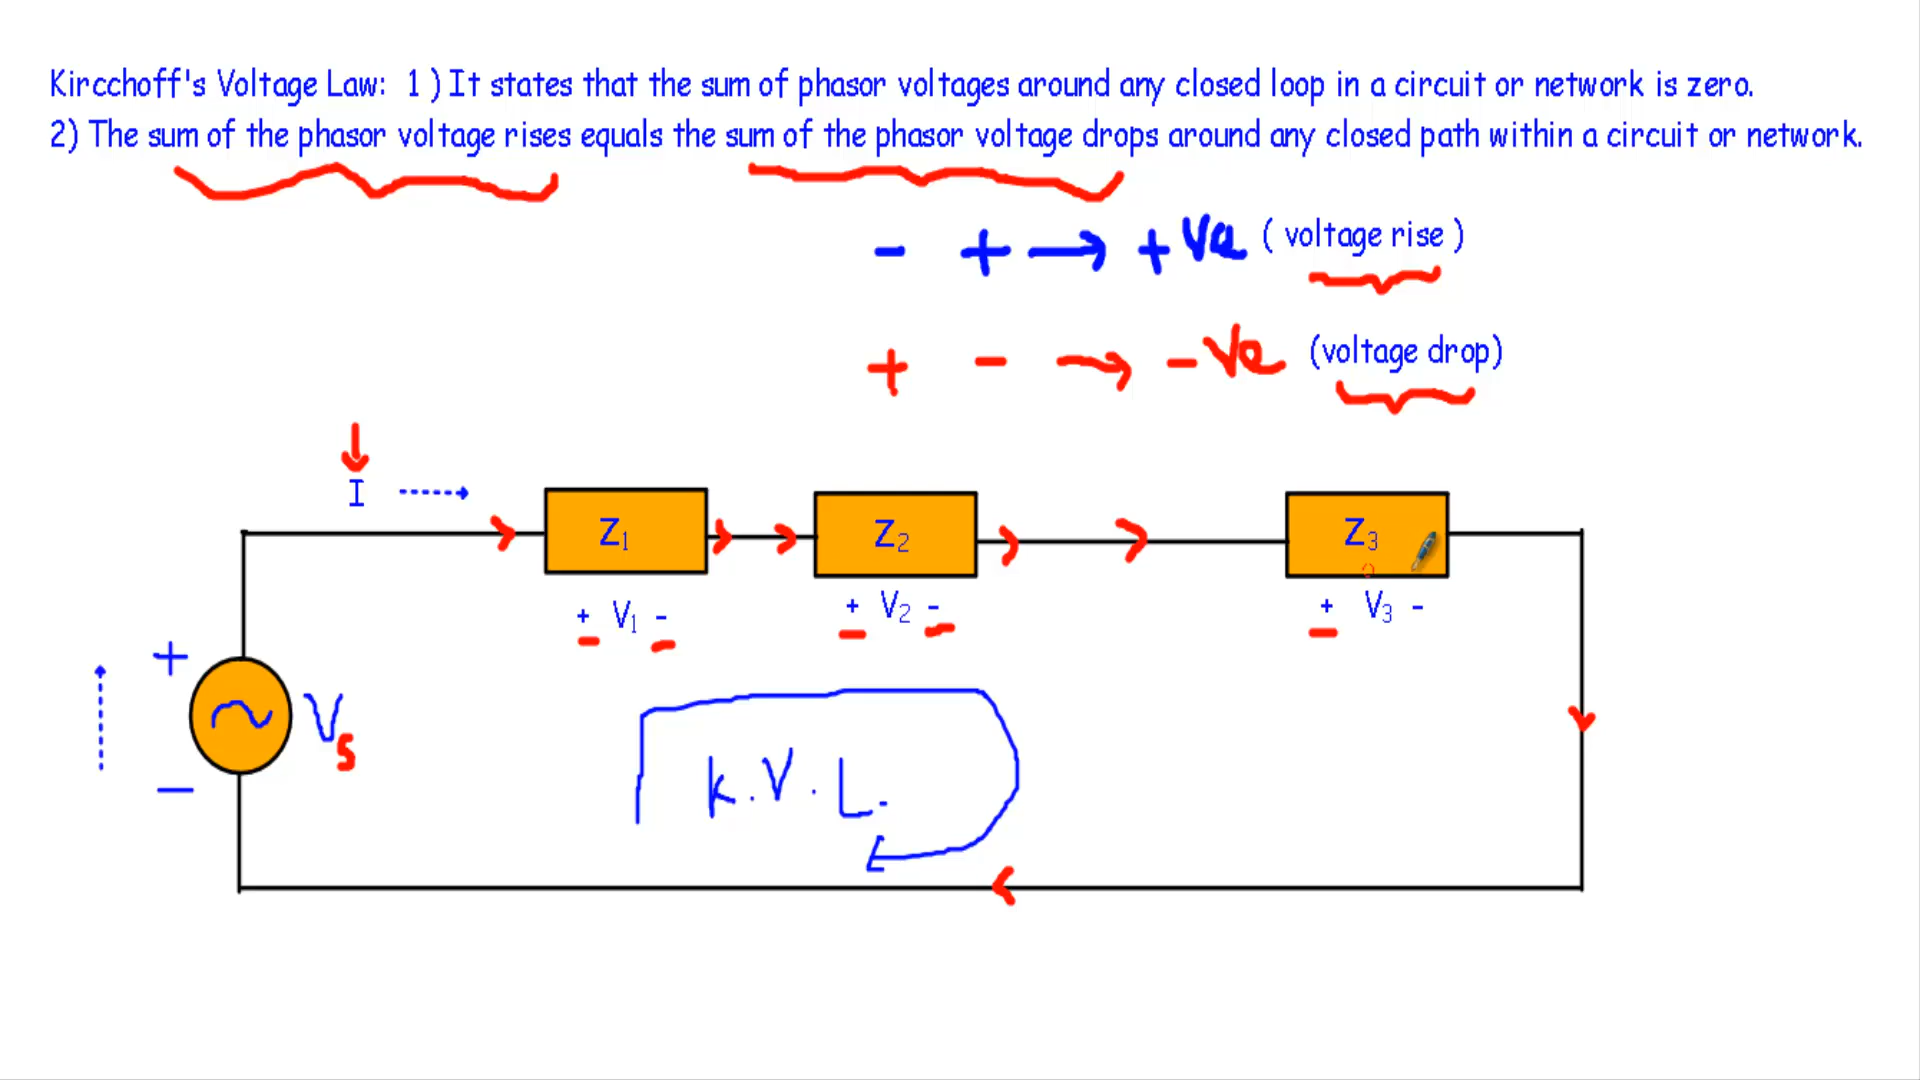 Kircchoff's Voltage Law: 1 ) It states that the sum of phasor voltages around any closed loop in a circuit or network is zero.
2) The sum of the phasor voltage rises equals the sum of the phasor voltage drops around any closed path within a circuit or network.
- + → +Ve ( voltage rise )
+ - → -Ve (voltage drop)
I
Z1 Z2 Z3
+ V1 - + V2 - + V3 -
+
Vs
-
K.V.L.